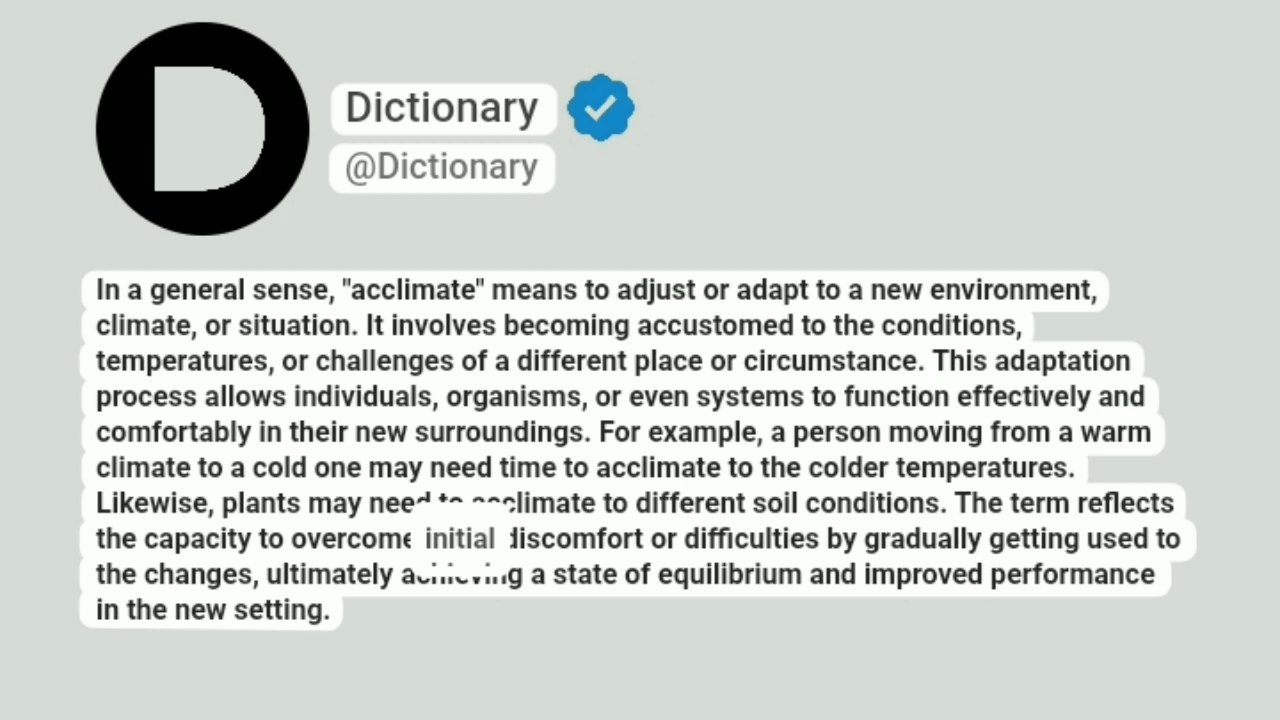 D
Dictionary
@Dictionary
In a general sense, "acclimate" means to adjust or adapt to a new environment,
climate, or situation. It involves becoming accustomed to the conditions,
temperatures, or challenges of a different place or circumstance. This adaptation
process allows individuals, organisms, or even systems to function effectively and
comfortably in their new surroundings. For example, a person moving from a warm
climate to a cold one may need time to acclimate to the colder temperatures.
Likewise, plants may need to acclimate to different soil conditions. The term reflects
the capacity to overcome initial discomfort or difficulties by gradually getting used to
the changes, ultimately achieving a state of equilibrium and improved performance
in the new setting.